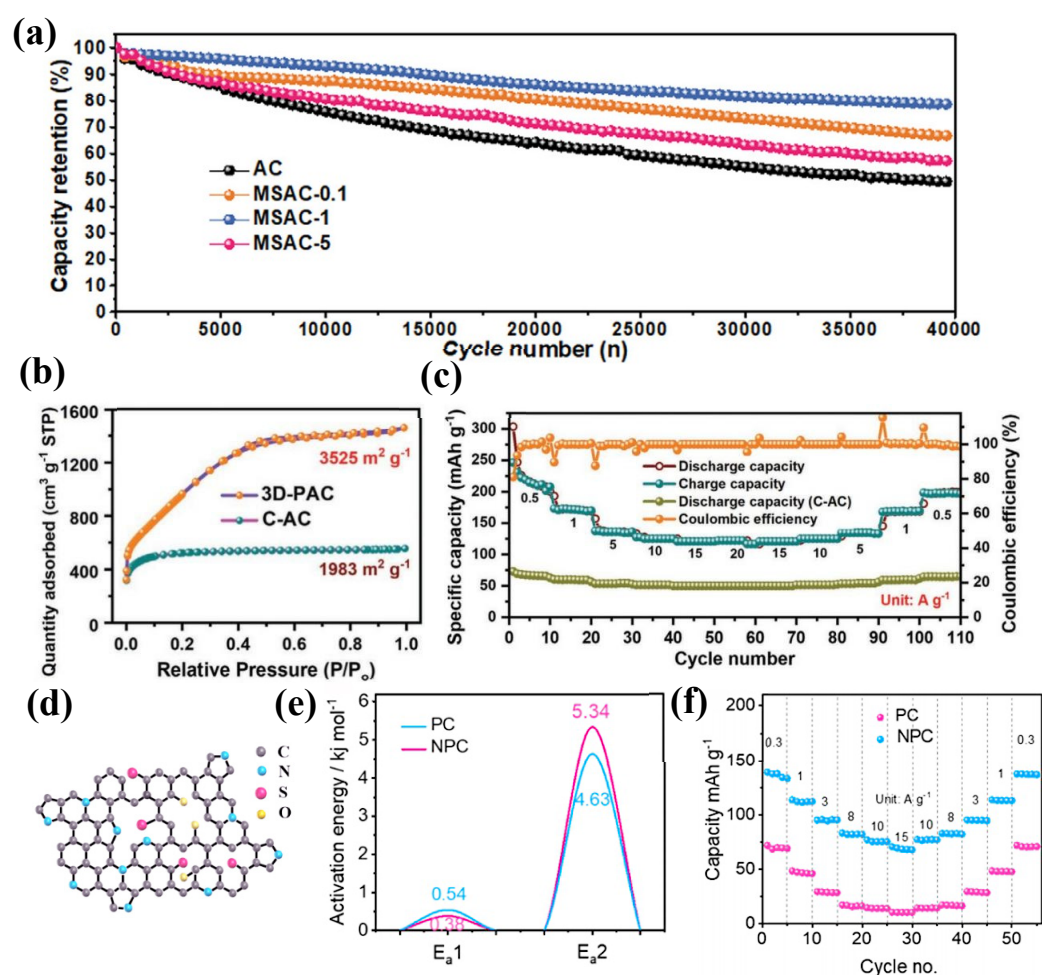 (a)
Capacity retention (%)
100
90
80
70
60
50
40
30
20
10
0
AC
MSAC-0.1
MSAC-1
MSAC-5
0 5000 10000 15000 20000 25000 30000 35000 40000
Cycle number (n)
(b)
Quantity adsorbed (cm³ g⁻¹ STP)
1600
1200
800
400
0
3525 m² g⁻¹
3D-PAC
C-AC
1983 m² g⁻¹
0.0 0.2 0.4 0.6 0.8 1.0
Relative Pressure (P/Pₒ)
(c)
Specific capacity (mAh g⁻¹)
300
250
200
150
100
50
0
Discharge capacity
Charge capacity
Discharge capacity (C-AC)
Coulombic efficiency
0.5 1 5 10 15 20 15 10 5 1 0.5
Unit: A g⁻¹
0 10 20 30 40 50 60 70 80 90 100 110
Cycle number
100
80
60
40
20
0
Coulombic efficiency (%)
(d)
C
N
S
O
(e)
Activation energy / kj mol⁻¹
6
5
4
3
2
1
0
PC
NPC
5.34
4.63
0.54
0.38
Eₐ1 Eₐ2
(f)
Capacity mAh g⁻¹
200
150
100
50
0
PC
NPC
0.3 1 3 8 10 15 10 8 3 1 0.3
Unit: A g⁻¹
0 10 20 30 40 50
Cycle no.